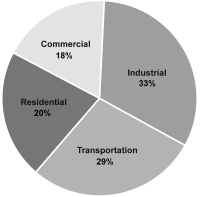 Commercial
18%
Industrial
33%
Residential
20%
Transportation
29%